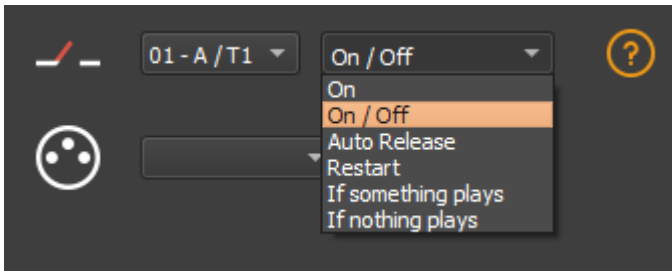 01 - A / T1
On / Off
?
On
On / Off
Auto Release
Restart
If something plays
If nothing plays